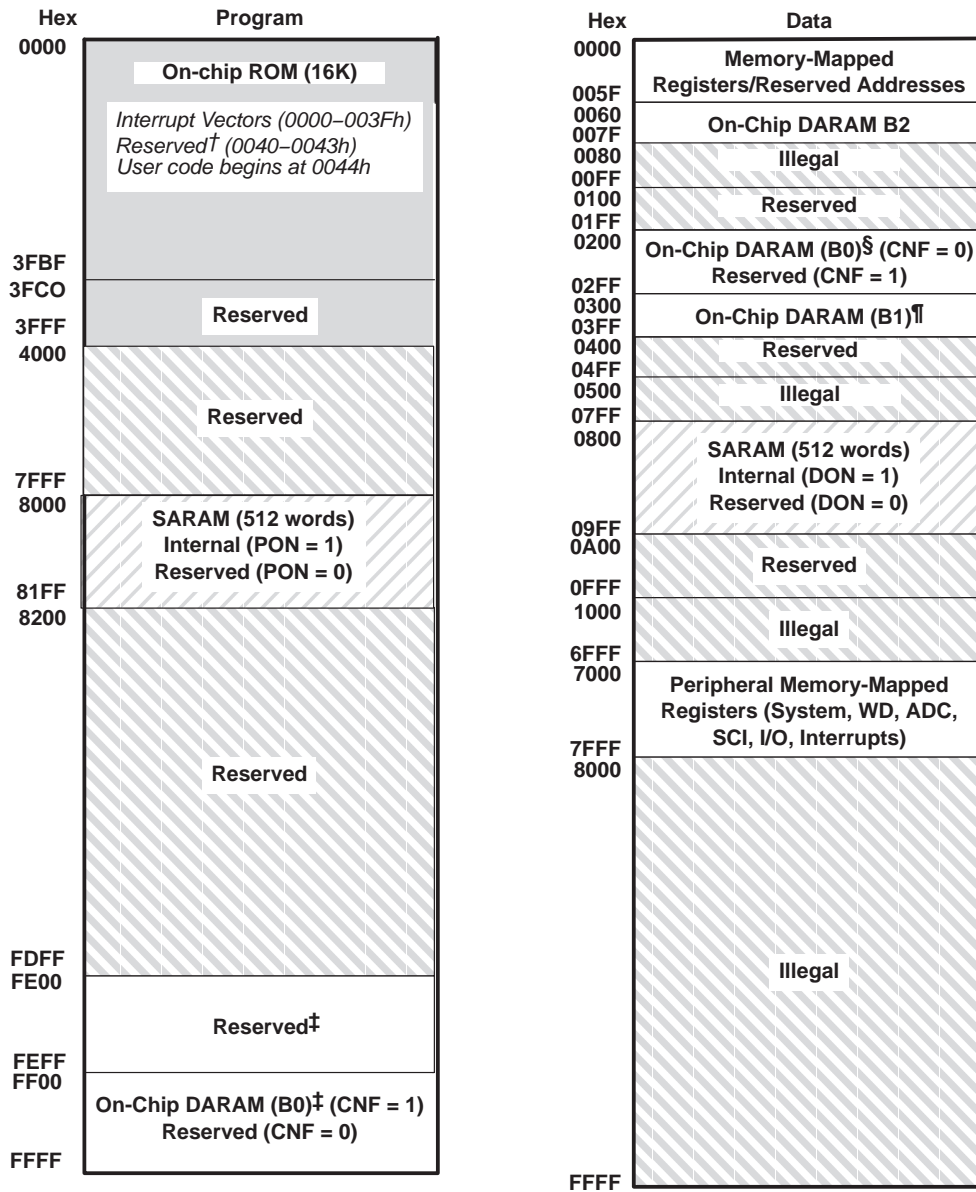 Hex Program
0000
On-chip ROM (16K)
Interrupt Vectors (0000–003Fh)
Reserved† (0040–0043h)
User code begins at 0044h
3FBF
3FCO
Reserved
3FFF
4000
Reserved
7FFF
8000
SARAM (512 words)
Internal (PON = 1)
Reserved (PON = 0)
81FF
8200
Reserved
FDFF
FE00
Reserved‡
FEFF
FF00
On-Chip DARAM (B0)‡ (CNF = 1)
Reserved (CNF = 0)
FFFF
Hex Data
0000
Memory-Mapped
Registers/Reserved Addresses
005F
0060
On-Chip DARAM B2
007F
0080
Illegal
00FF
0100
Reserved
01FF
0200
On-Chip DARAM (B0)§ (CNF = 0)
Reserved (CNF = 1)
02FF
0300
On-Chip DARAM (B1)¶
03FF
0400
Reserved
04FF
0500
Illegal
07FF
0800
SARAM (512 words)
Internal (DON = 1)
Reserved (DON = 0)
09FF
0A00
Reserved
0FFF
1000
Illegal
6FFF
7000
Peripheral Memory-Mapped
Registers (System, WD, ADC,
SCI, I/O, Interrupts)
7FFF
8000
Illegal
FFFF